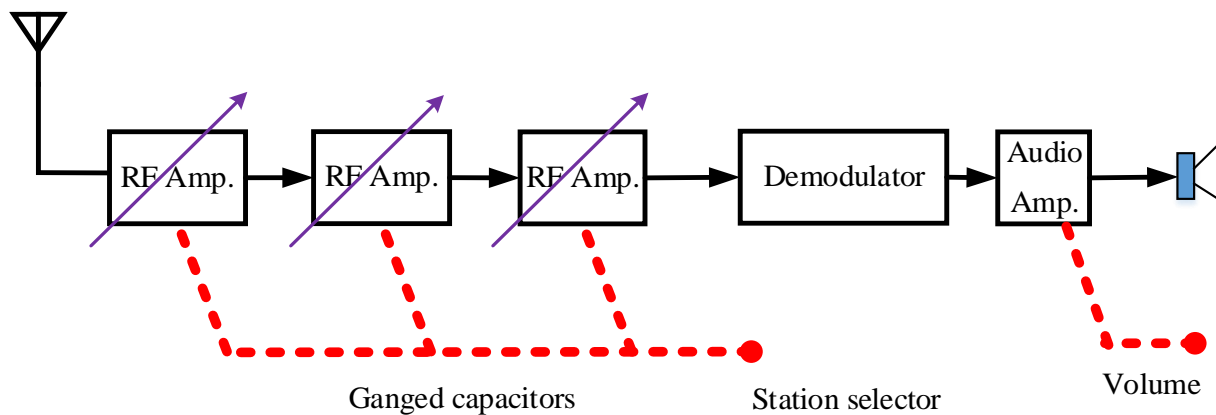 RF Amp.
RF Amp.
RF Amp.
Demodulator
Audio
Amp.
Ganged capacitors
Station selector
Volume